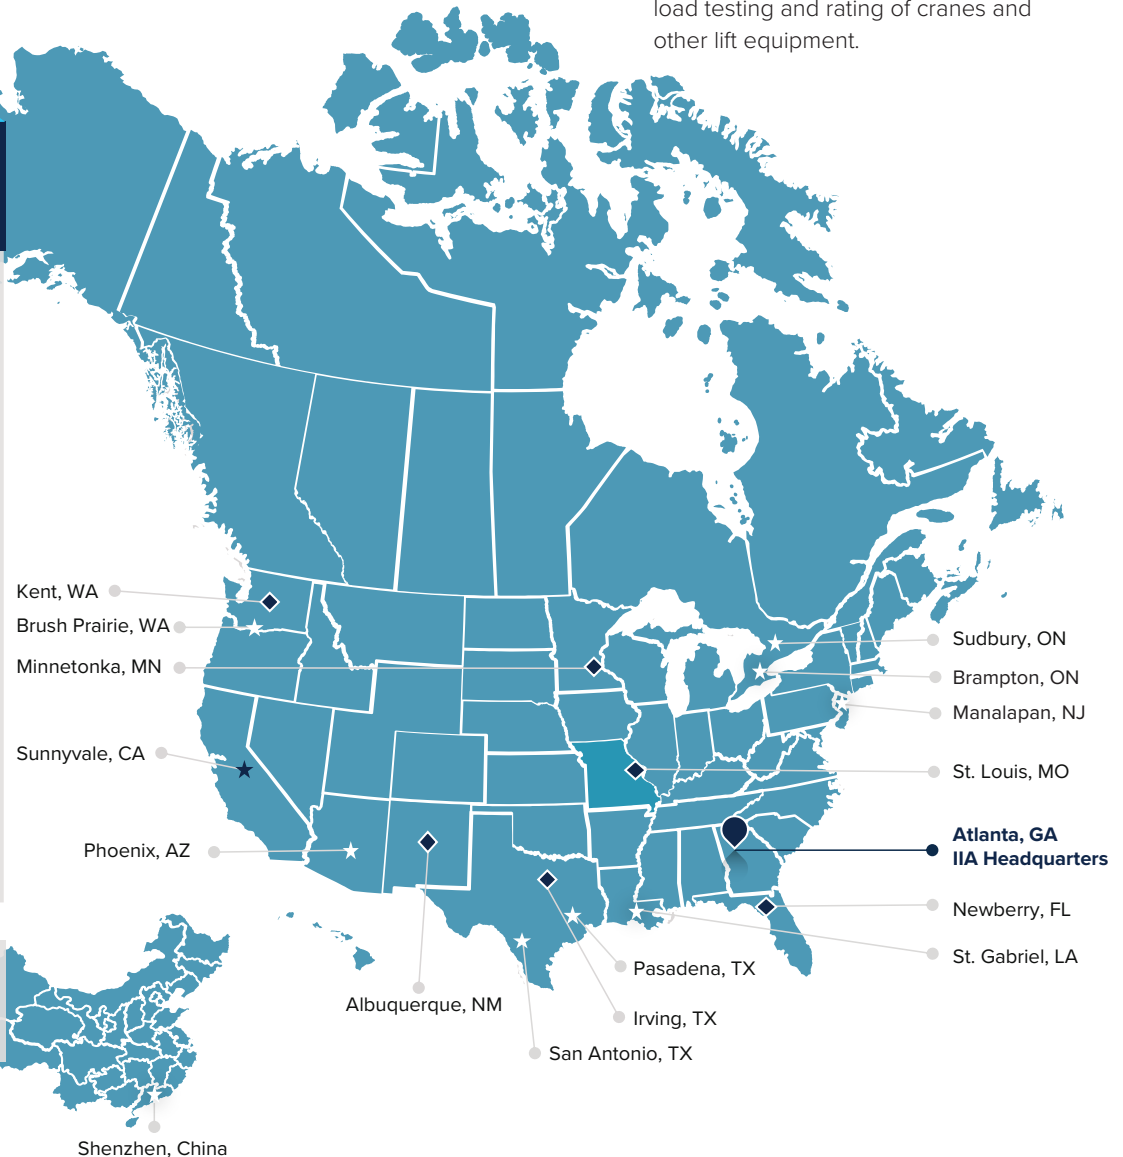 load testing and rating of cranes and
other lift equipment.
Kent, WA
Brush Prairie, WA
Minnetonka, MN
Sunnyvale, CA
Phoenix, AZ
Sudbury, ON
Brampton, ON
Manalapan, NJ
St. Louis, MO
Atlanta, GA
IIA Headquarters
Newberry, FL
St. Gabriel, LA
Pasadena, TX
Albuquerque, NM
Irving, TX
San Antonio, TX
Shenzhen, China